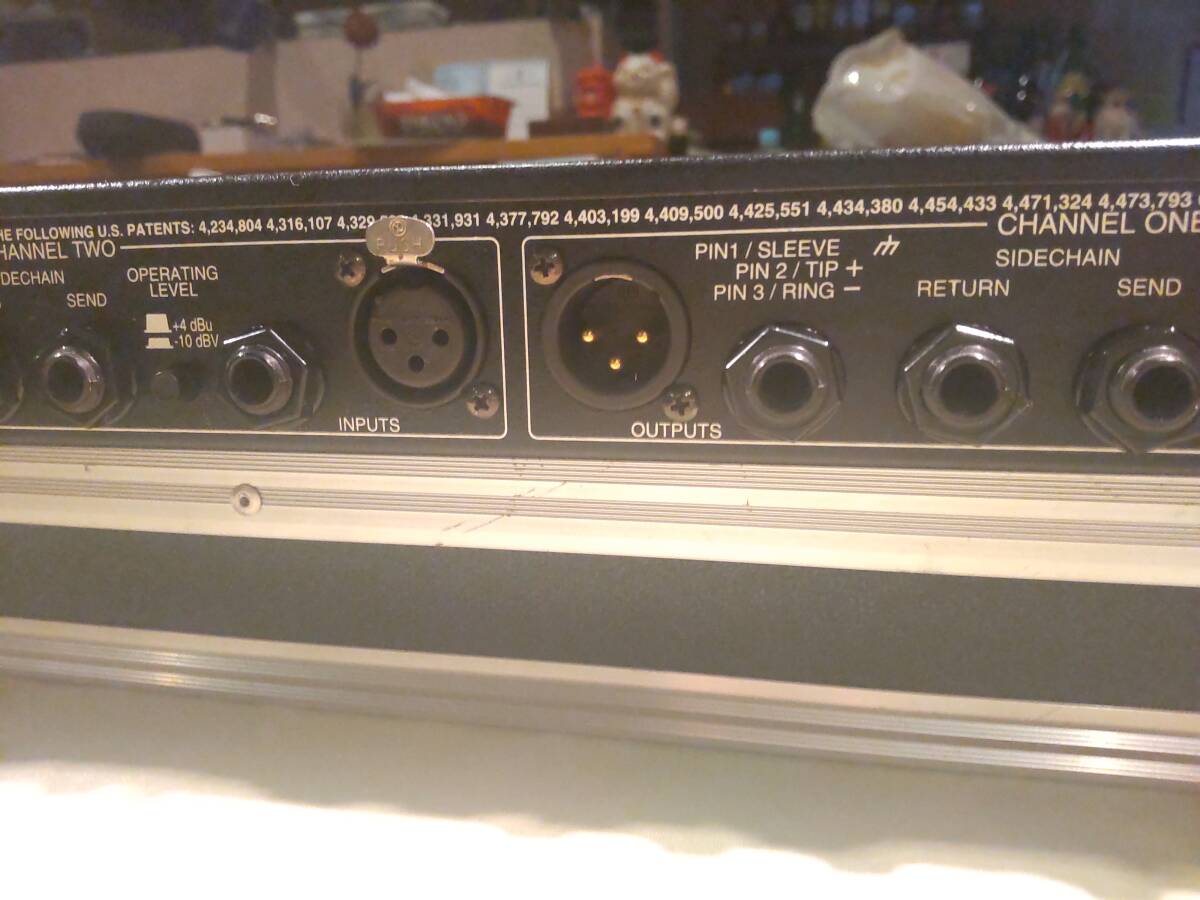 HE FOLLOWING U.S. PATENTS: 4,234,804 4,316,107 4,331,931 4,377,792 4,403,199 4,409,500 4,425,551 4,434,380 4,454,433 4,471,324 4,473,793
HANNEL TWO
DECHAIN
SEND
OPERATING
LEVEL
+4 dBu
-10 dBV
PUSH
INPUTS
CHANNEL ONE
PIN1 / SLEEVE
PIN 2 / TIP +
PIN 3 / RING −
OUTPUTS
SIDECHAIN
RETURN
SEND